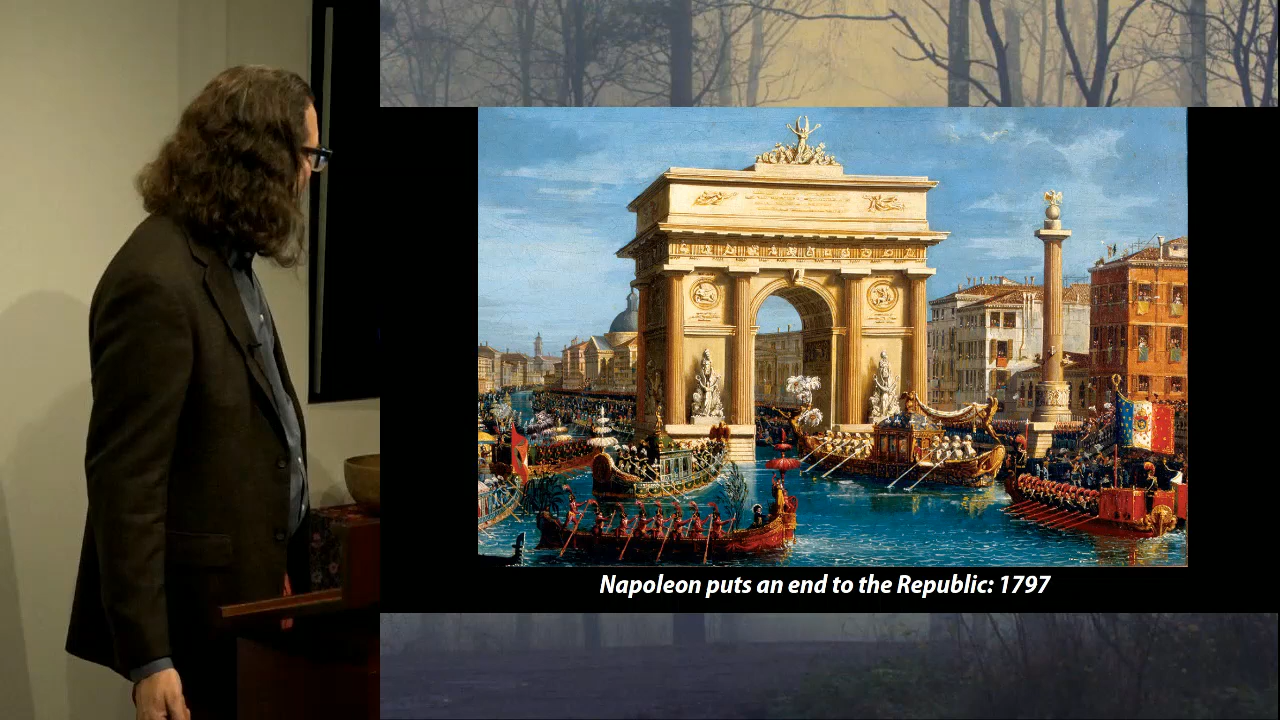 Napoleon puts an end to the Republic: 1797